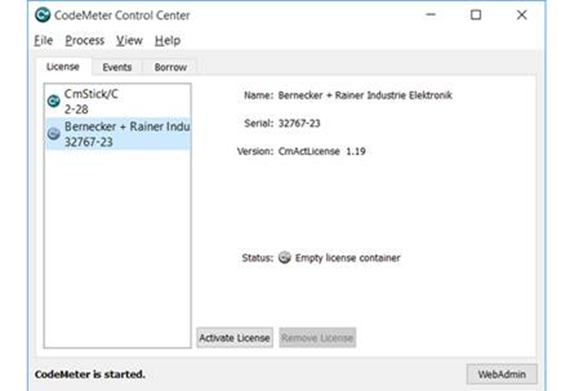 CodeMeter Control Center
File Process View Help
License Events Borrow
CmStick/C
2-28
Bernecker + Rainer Indu
32767-23
Name: Bernecker + Rainer Industrie Elektronik
Serial: 32767-23
Version: CmActLicense 1.19
Status: Empty license container
Activate License Remove License
CodeMeter is started.
WebAdmin